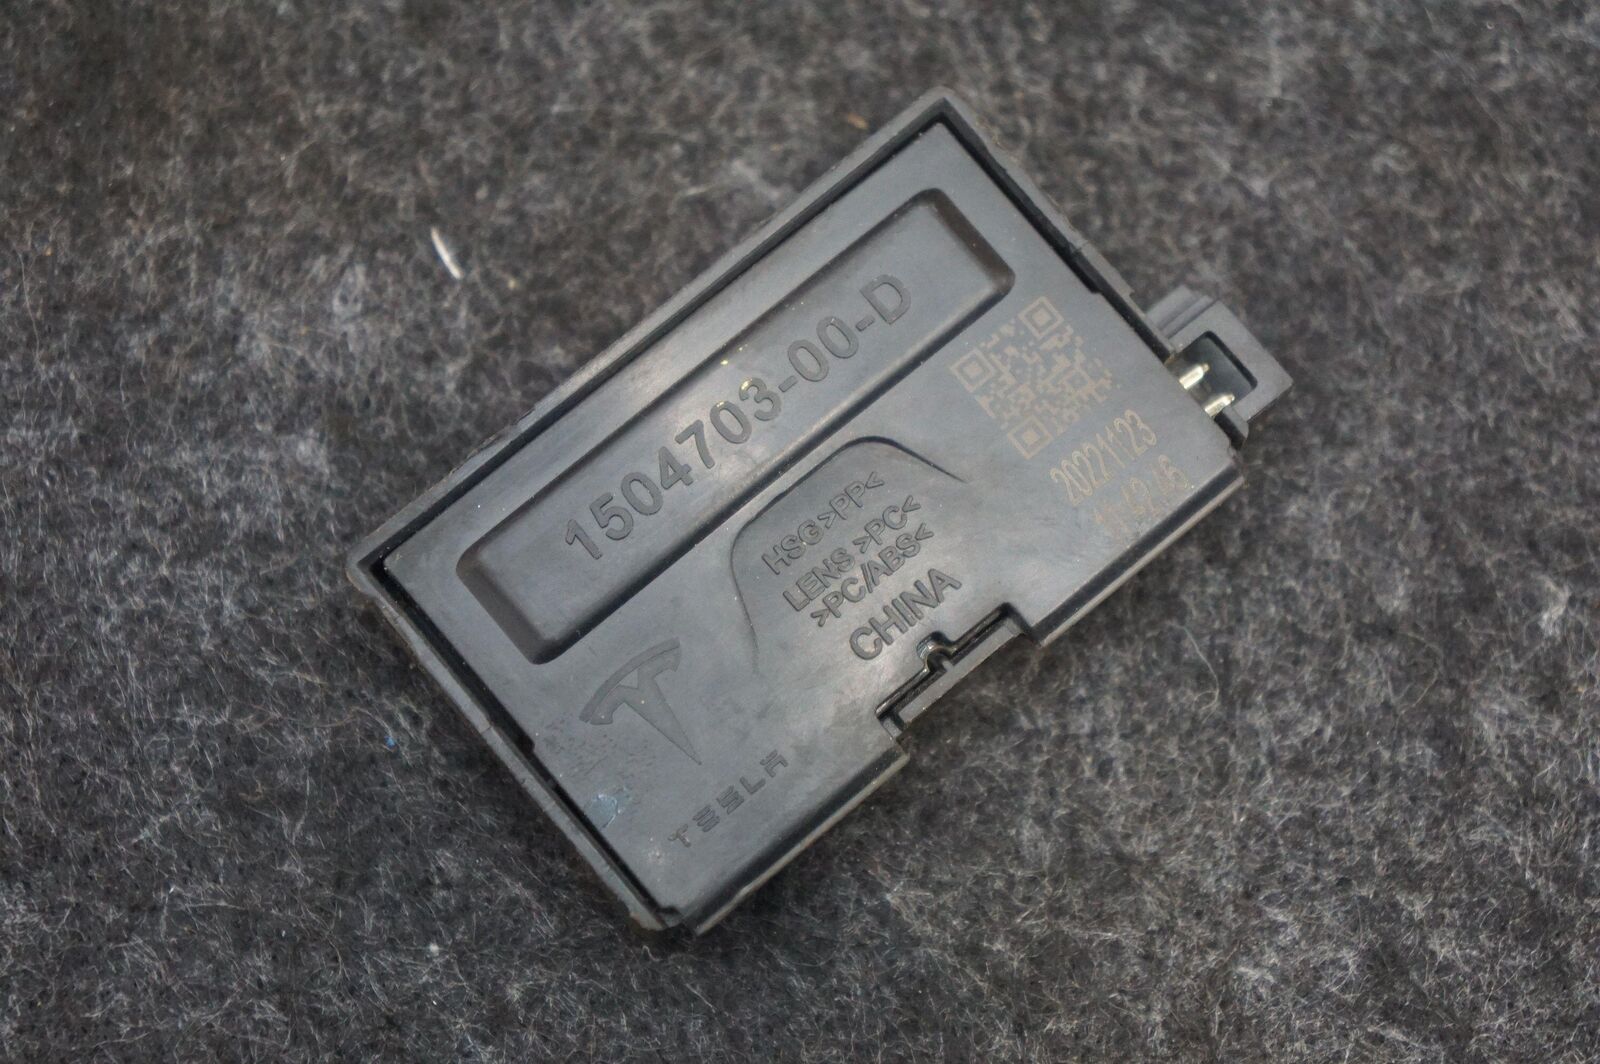 1504703-00-D
20221123
HSG>PP<
LENS >PC<
>PC/ABS<
CHINA
TESLA